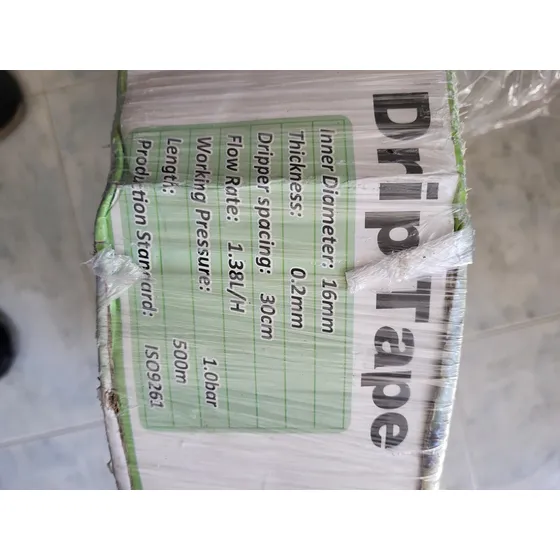 Drip Tape
Inner Diameter: 16mm
Thickness: 0.2mm
Dripper spacing: 30cm
Flow Rate: 1.38L/H
Working Pressure: 1.0bar
Length: 500m
Production Standard: ISO9261